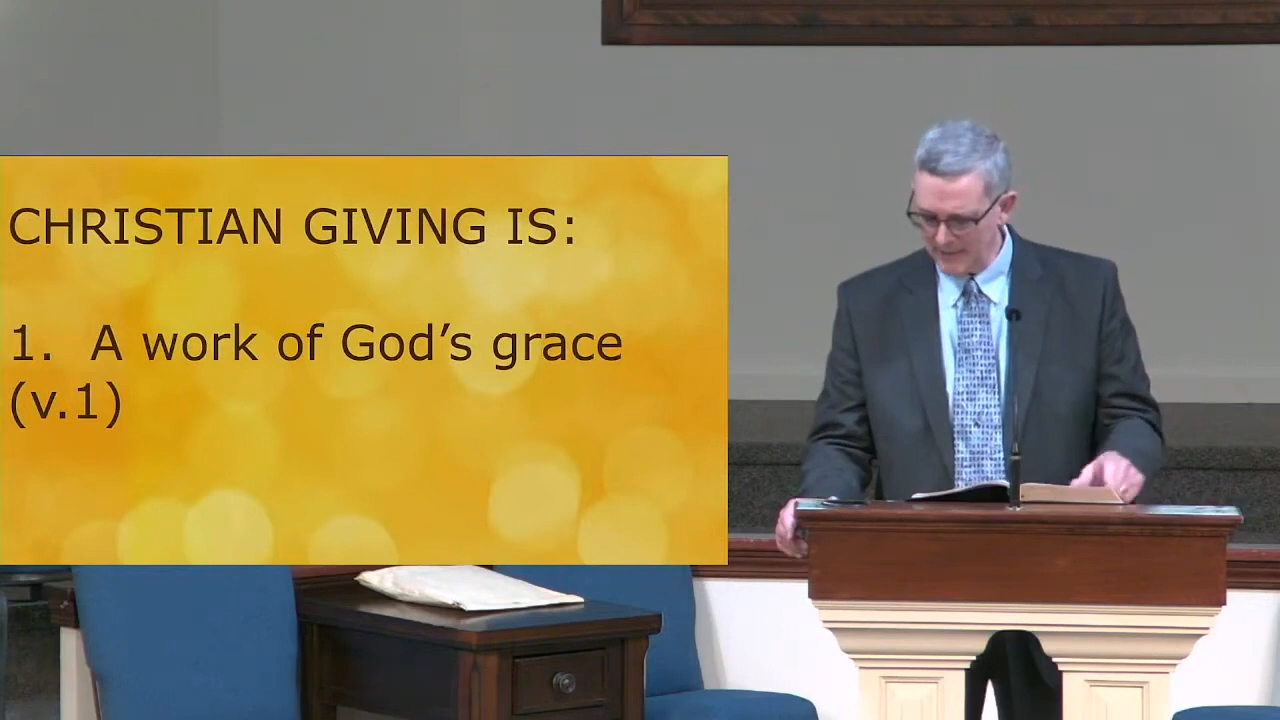 CHRISTIAN GIVING IS:
1. A work of God’s grace
(v.1)